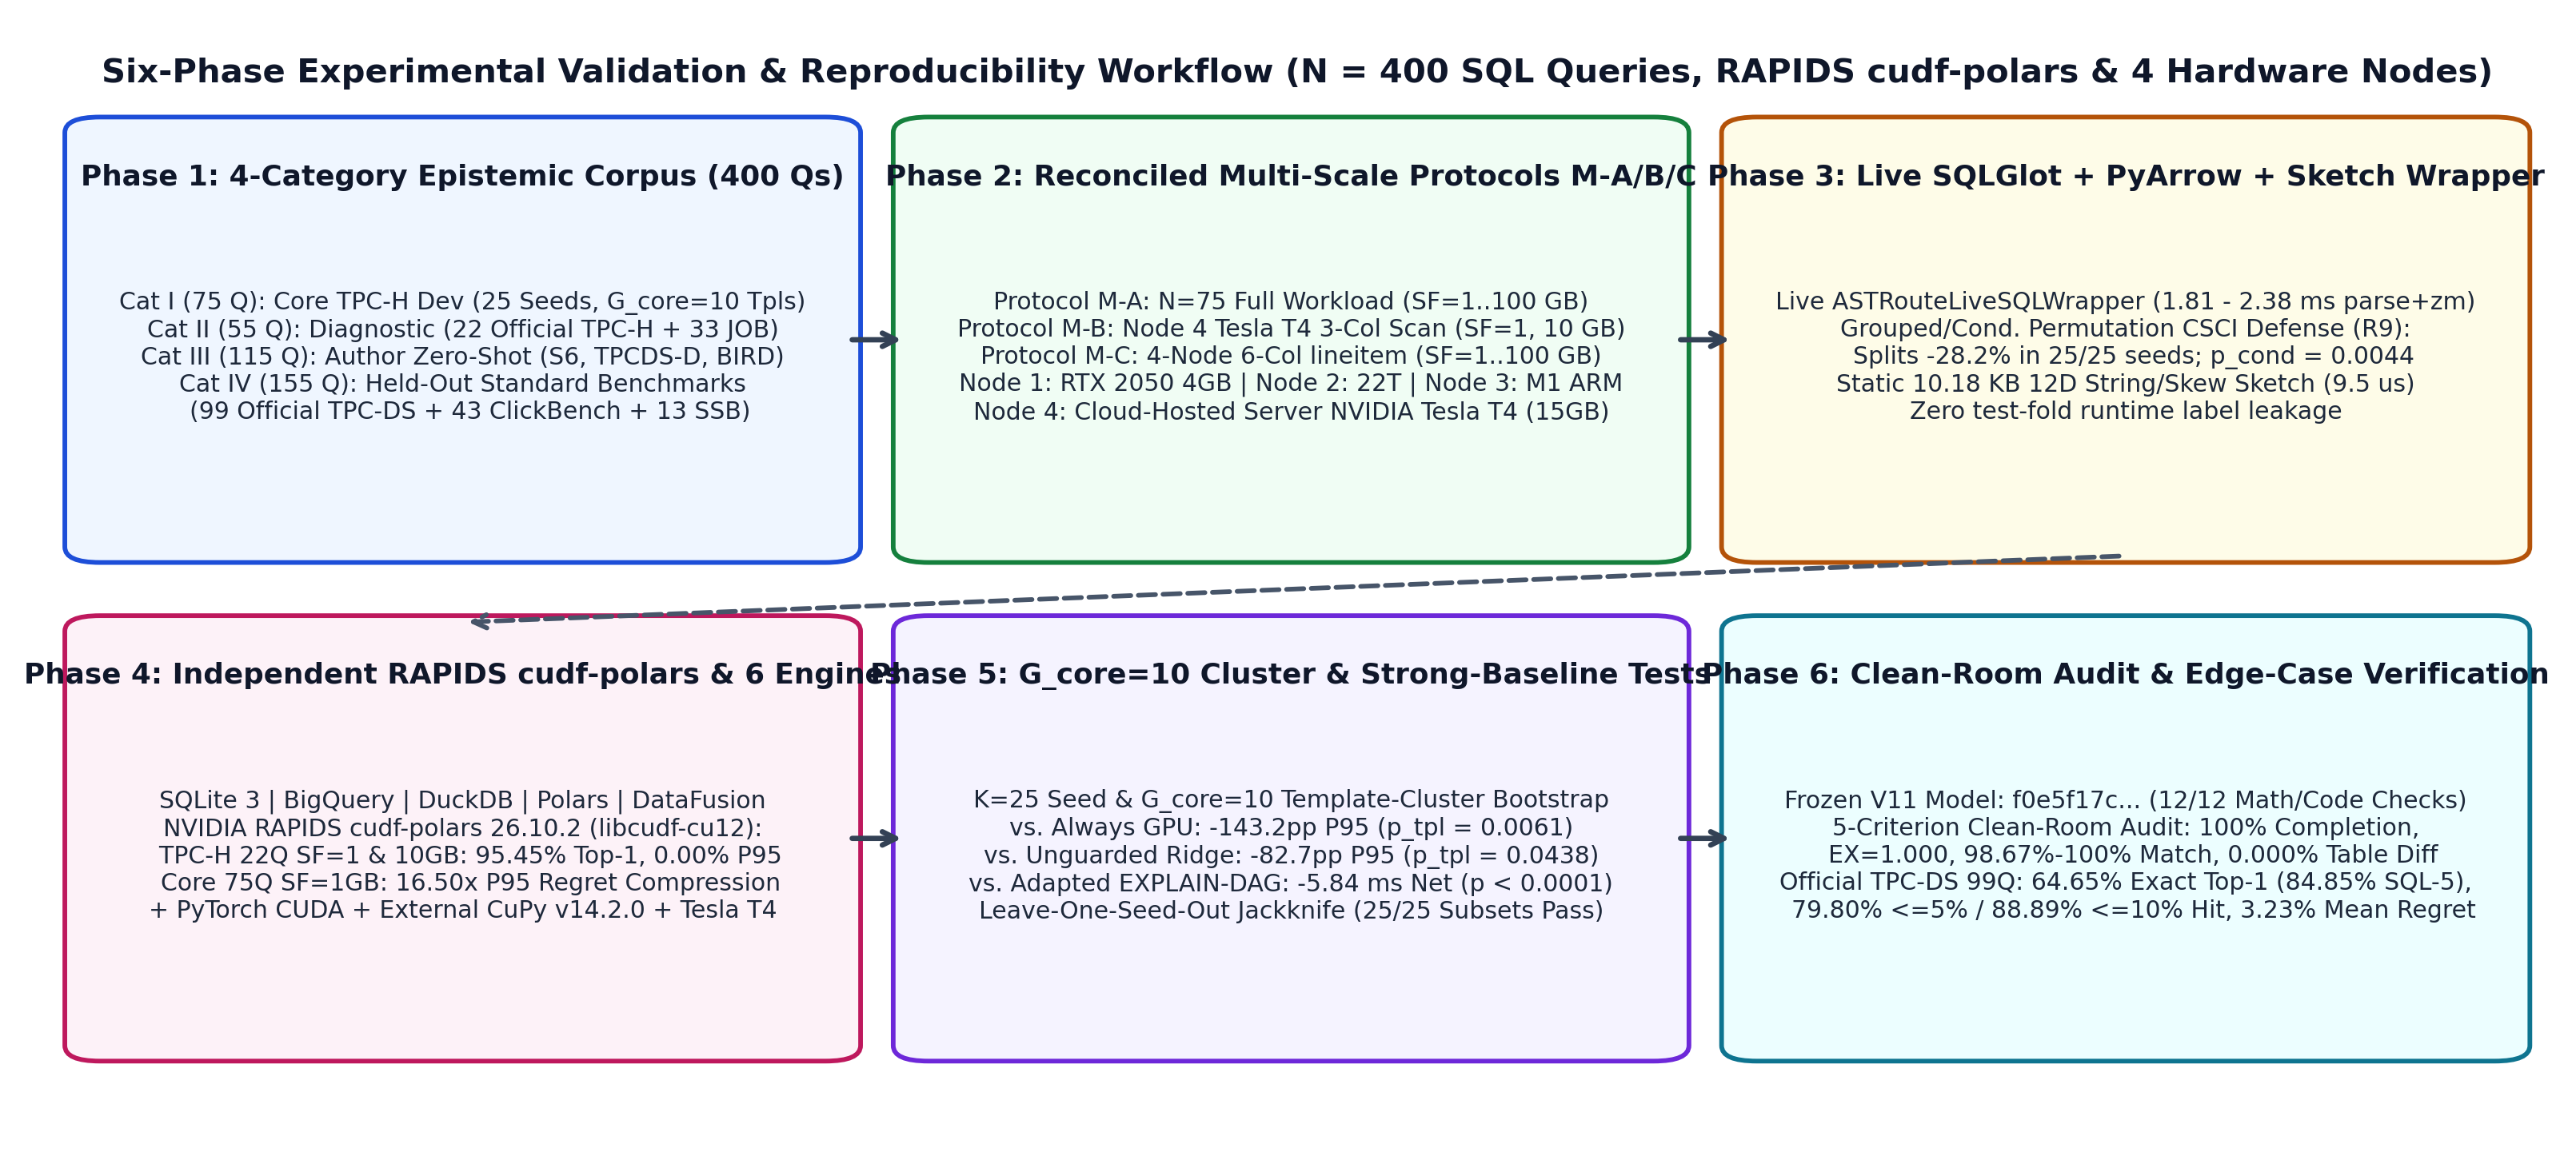 Six-Phase Experimental Validation & Reproducibility Workflow (N = 400 SQL Queries, RAPIDS cudf-polars & 4 Hardware Nodes)
Phase 1: 4-Category Epistemic Corpus (400 Qs)
Cat I (75 Q): Core TPC-H Dev (25 Seeds, G_core=10 Tpls)
Cat II (55 Q): Diagnostic (22 Official TPC-H + 33 JOB)
Cat III (115 Q): Author Zero-Shot (S6, TPCDS-D, BIRD)
Cat IV (155 Q): Held-Out Standard Benchmarks
(99 Official TPC-DS + 43 ClickBench + 13 SSB)
Phase 2: Reconciled Multi-Scale Protocols M-A/B/C
Protocol M-A: N=75 Full Workload (SF=1..100 GB)
Protocol M-B: Node 4 Tesla T4 3-Col Scan (SF=1, 10 GB)
Protocol M-C: 4-Node 6-Col lineitem (SF=1..100 GB)
Node 1: RTX 2050 4GB | Node 2: 22T | Node 3: M1 ARM
Node 4: Cloud-Hosted Server NVIDIA Tesla T4 (15GB)
Phase 3: Live SQLGlot + PyArrow + Sketch Wrapper
Live ASTRouteLiveSQLWrapper (1.81 - 2.38 ms parse+zm)
Grouped/Cond. Permutation CSCI Defense (R9):
Splits -28.2% in 25/25 seeds; p_cond = 0.0044
Static 10.18 KB 12D String/Skew Sketch (9.5 us)
Zero test-fold runtime label leakage
Phase 4: Independent RAPIDS cudf-polars & 6 Engines
SQLite 3 | BigQuery | DuckDB | Polars | DataFusion
NVIDIA RAPIDS cudf-polars 26.10.2 (libcudf-cu12):
TPC-H 22Q SF=1 & 10GB: 95.45% Top-1, 0.00% P95
Core 75Q SF=1GB: 16.50x P95 Regret Compression
+ PyTorch CUDA + External CuPy v14.2.0 + Tesla T4
Phase 5: G_core=10 Cluster & Strong-Baseline Tests
K=25 Seed & G_core=10 Template-Cluster Bootstrap
vs. Always GPU: -143.2pp P95 (p_tpl = 0.0061)
vs. Unguarded Ridge: -82.7pp P95 (p_tpl = 0.0438)
vs. Adapted EXPLAIN-DAG: -5.84 ms Net (p < 0.0001)
Leave-One-Seed-Out Jackknife (25/25 Subsets Pass)
Phase 6: Clean-Room Audit & Edge-Case Verification
Frozen V11 Model: f0e5f17c... (12/12 Math/Code Checks)
5-Criterion Clean-Room Audit: 100% Completion,
EX=1.000, 98.67%-100% Match, 0.000% Table Diff
Official TPC-DS 99Q: 64.65% Exact Top-1 (84.85% SQL-5),
79.80% <=5% / 88.89% <=10% Hit, 3.23% Mean Regret